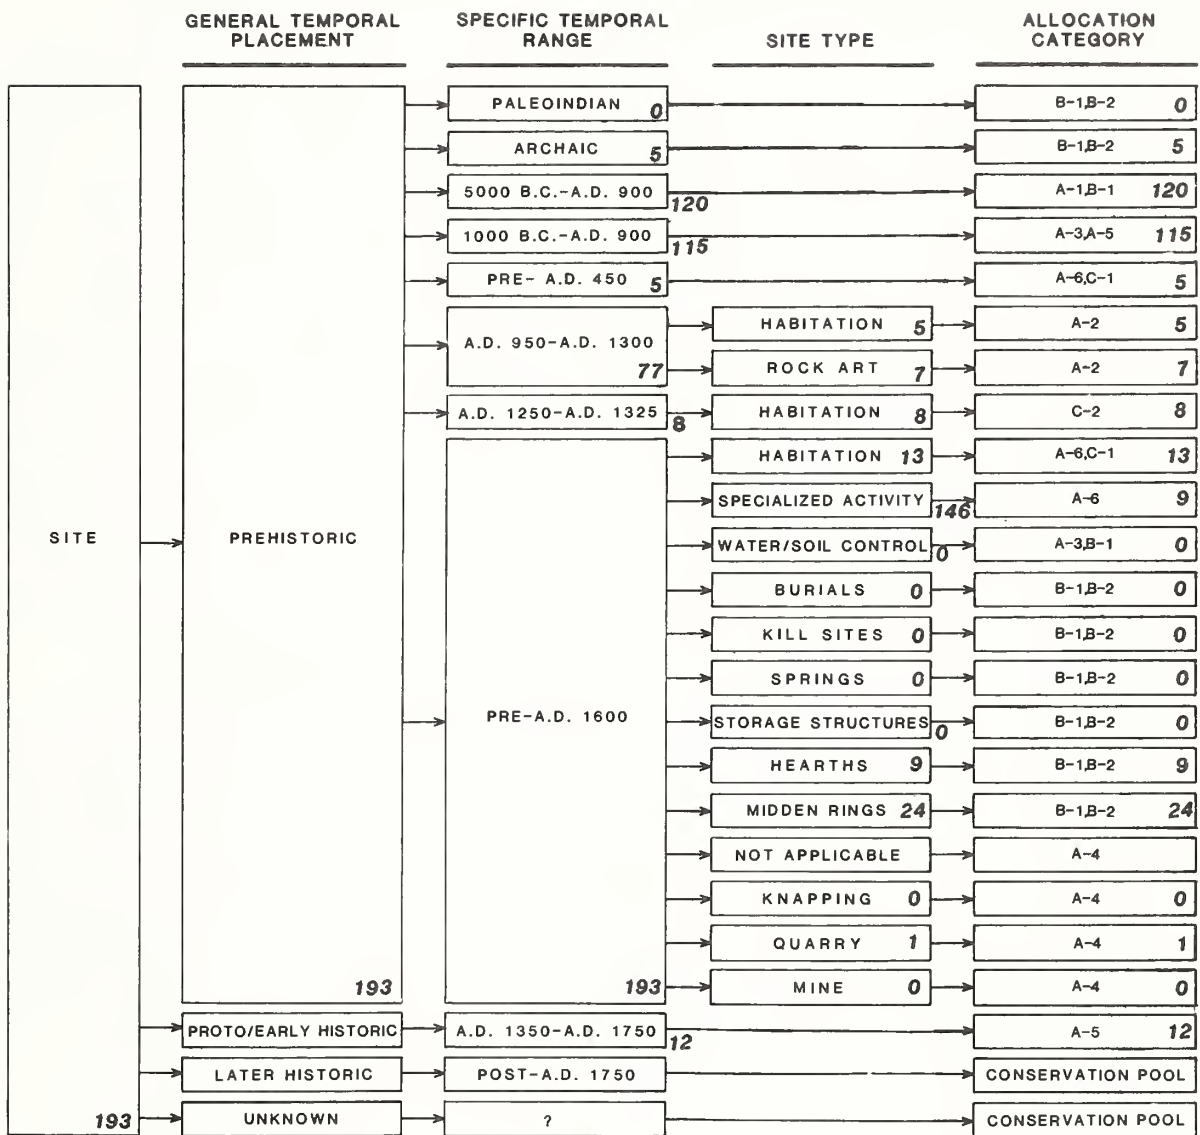 GENERAL TEMPORAL PLACEMENT SPECIFIC TEMPORAL RANGE SITE TYPE ALLOCATION CATEGORY
PALEOINDIAN 0 B-1,B-2 0
ARCHAIC 5 B-1,B-2 5
5000 B.C.-A.D. 900 120 A-1,B-1 120
1000 B.C.-A.D. 900 115 A-3,A-5 115
PRE- A.D. 450 5 A-6,C-1 5
A.D. 950-A.D. 1300 77
HABITATION 5 A-2 5
ROCK ART 7 A-2 7
A.D. 1250-A.D. 1325 8 HABITATION 8 C-2 8
HABITATION 13 A-6,C-1 13
SPECIALIZED ACTIVITY 146 A-6 9
SITE PREHISTORIC WATER/SOIL CONTROL 0 A-3,B-1 0
BURIALS 0 B-1,B-2 0
KILL SITES 0 B-1,B-2 0
SPRINGS 0 B-1,B-2 0
PRE-A.D. 1600 STORAGE STRUCTURES 0 B-1,B-2 0
HEARTHS 9 B-1,B-2 9
MIDDEN RINGS 24 B-1,B-2 24
NOT APPLICABLE A-4
KNAPPING 0 A-4 0
QUARRY 1 A-4 1
193 193 MINE 0 A-4 0
PROTO/EARLY HISTORIC A.D. 1350-A.D. 1750 12 A-5 12
LATER HISTORIC POST-A.D. 1750 CONSERVATION POOL
193 UNKNOWN ? CONSERVATION POOL